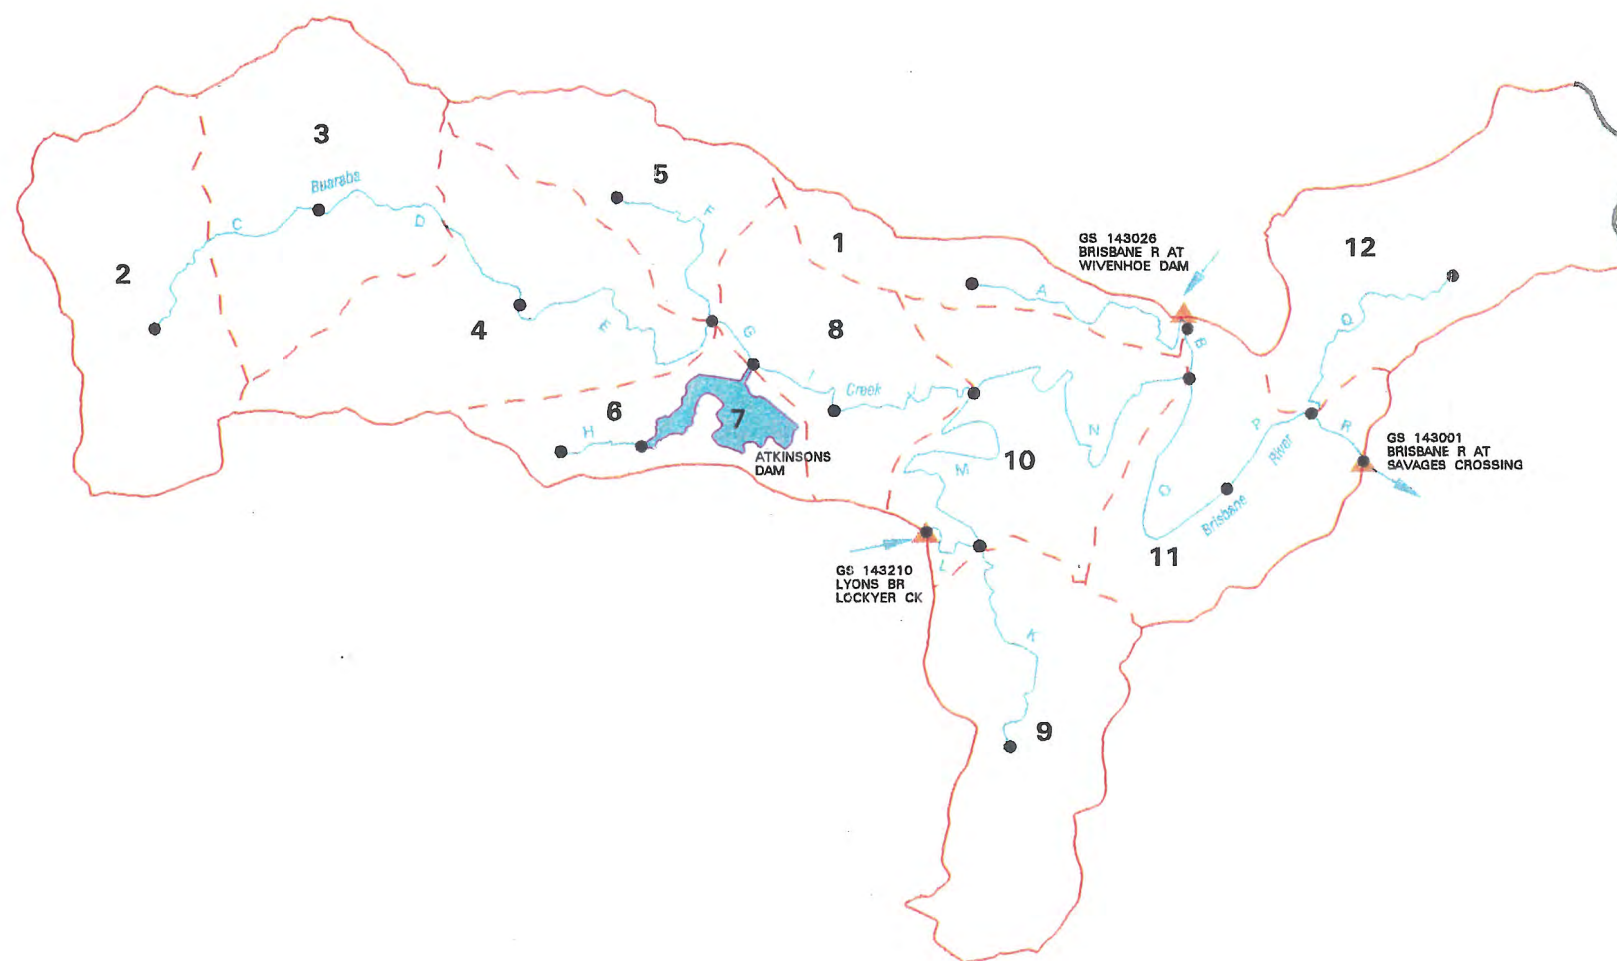 3
5
Buaraba
C
D
F
2
1
GS 143026
BRISBANE R AT
WIVENHOE DAM
12
A
4
E
G
8
B
Q
I
Creek
J
6
H
7
ATKINSONS
DAM
M
10
N
O
P
River
R
GS 143001
BRISBANE R AT
SAVAGES CROSSING
Brisbane
11
GS 143210
LYONS BR
LOCKYER CK
L
K
9